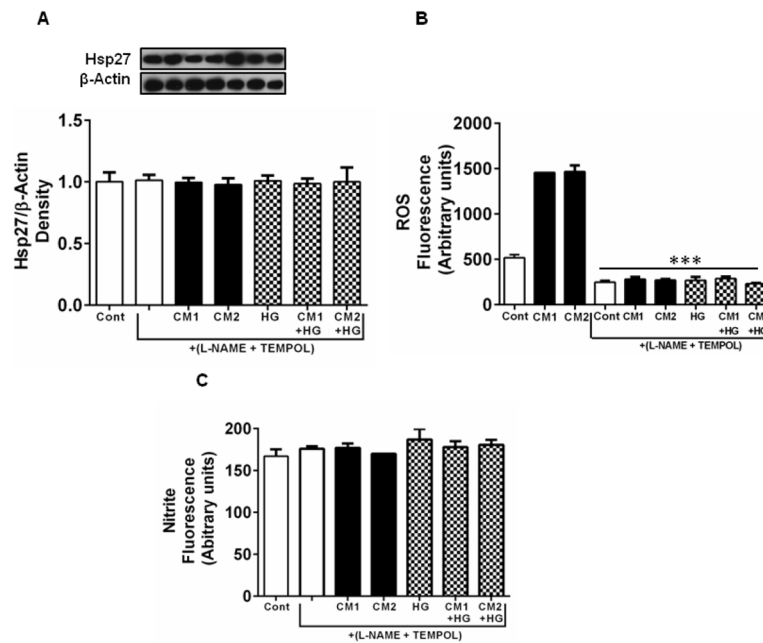 A
Hsp27
β-Actin
1.5
1.0
0.5
0.0
Hsp27/β-Actin
Density
Cont
CM1
CM2
HG
CM1
+HG
CM2
+HG
+(L-NAME + TEMPOL)
B
2000
1500
1000
500
0
ROS
Fluorescence
(Arbitrary units)
***
Cont
CM1
CM2
Cont
CM1
CM2
HG
CM1
+HG
CM
+HG
+(L-NAME + TEMPOL)
C
200
150
100
50
0
Nitrite
Fluorescence
(Abitrary units)
Cont
CM1
CM2
HG
CM1
+HG
CM2
+HG
+(L-NAME + TEMPOL)